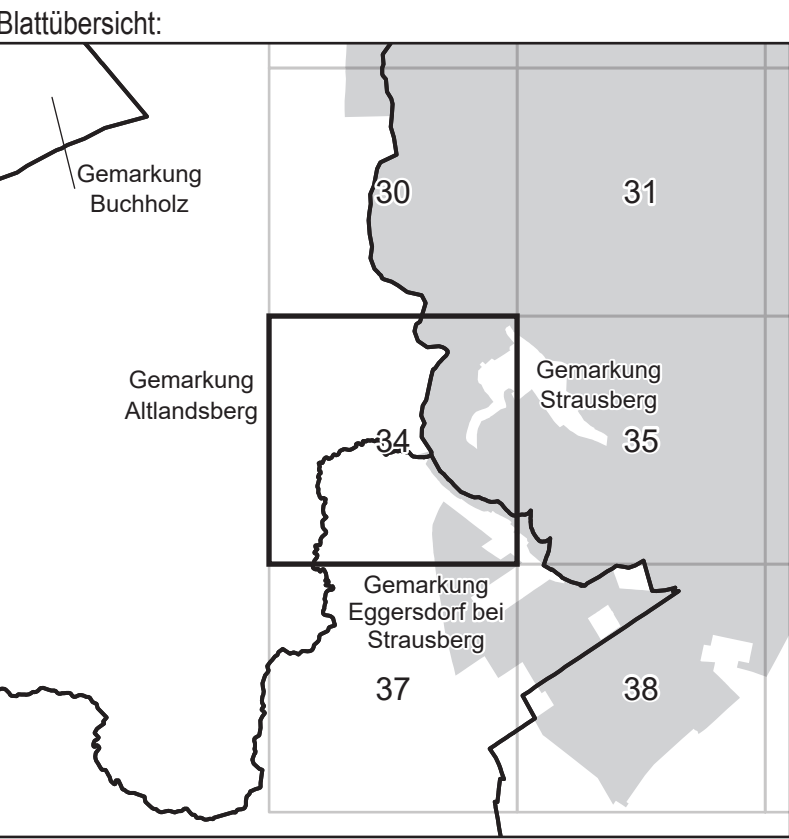 Blattübersicht:
Gemarkung
Buchholz
30
31
Gemarkung
Altlandsberg
Gemarkung
Strausberg
34
35
Gemarkung
Eggersdorf bei
Strausberg
37
38